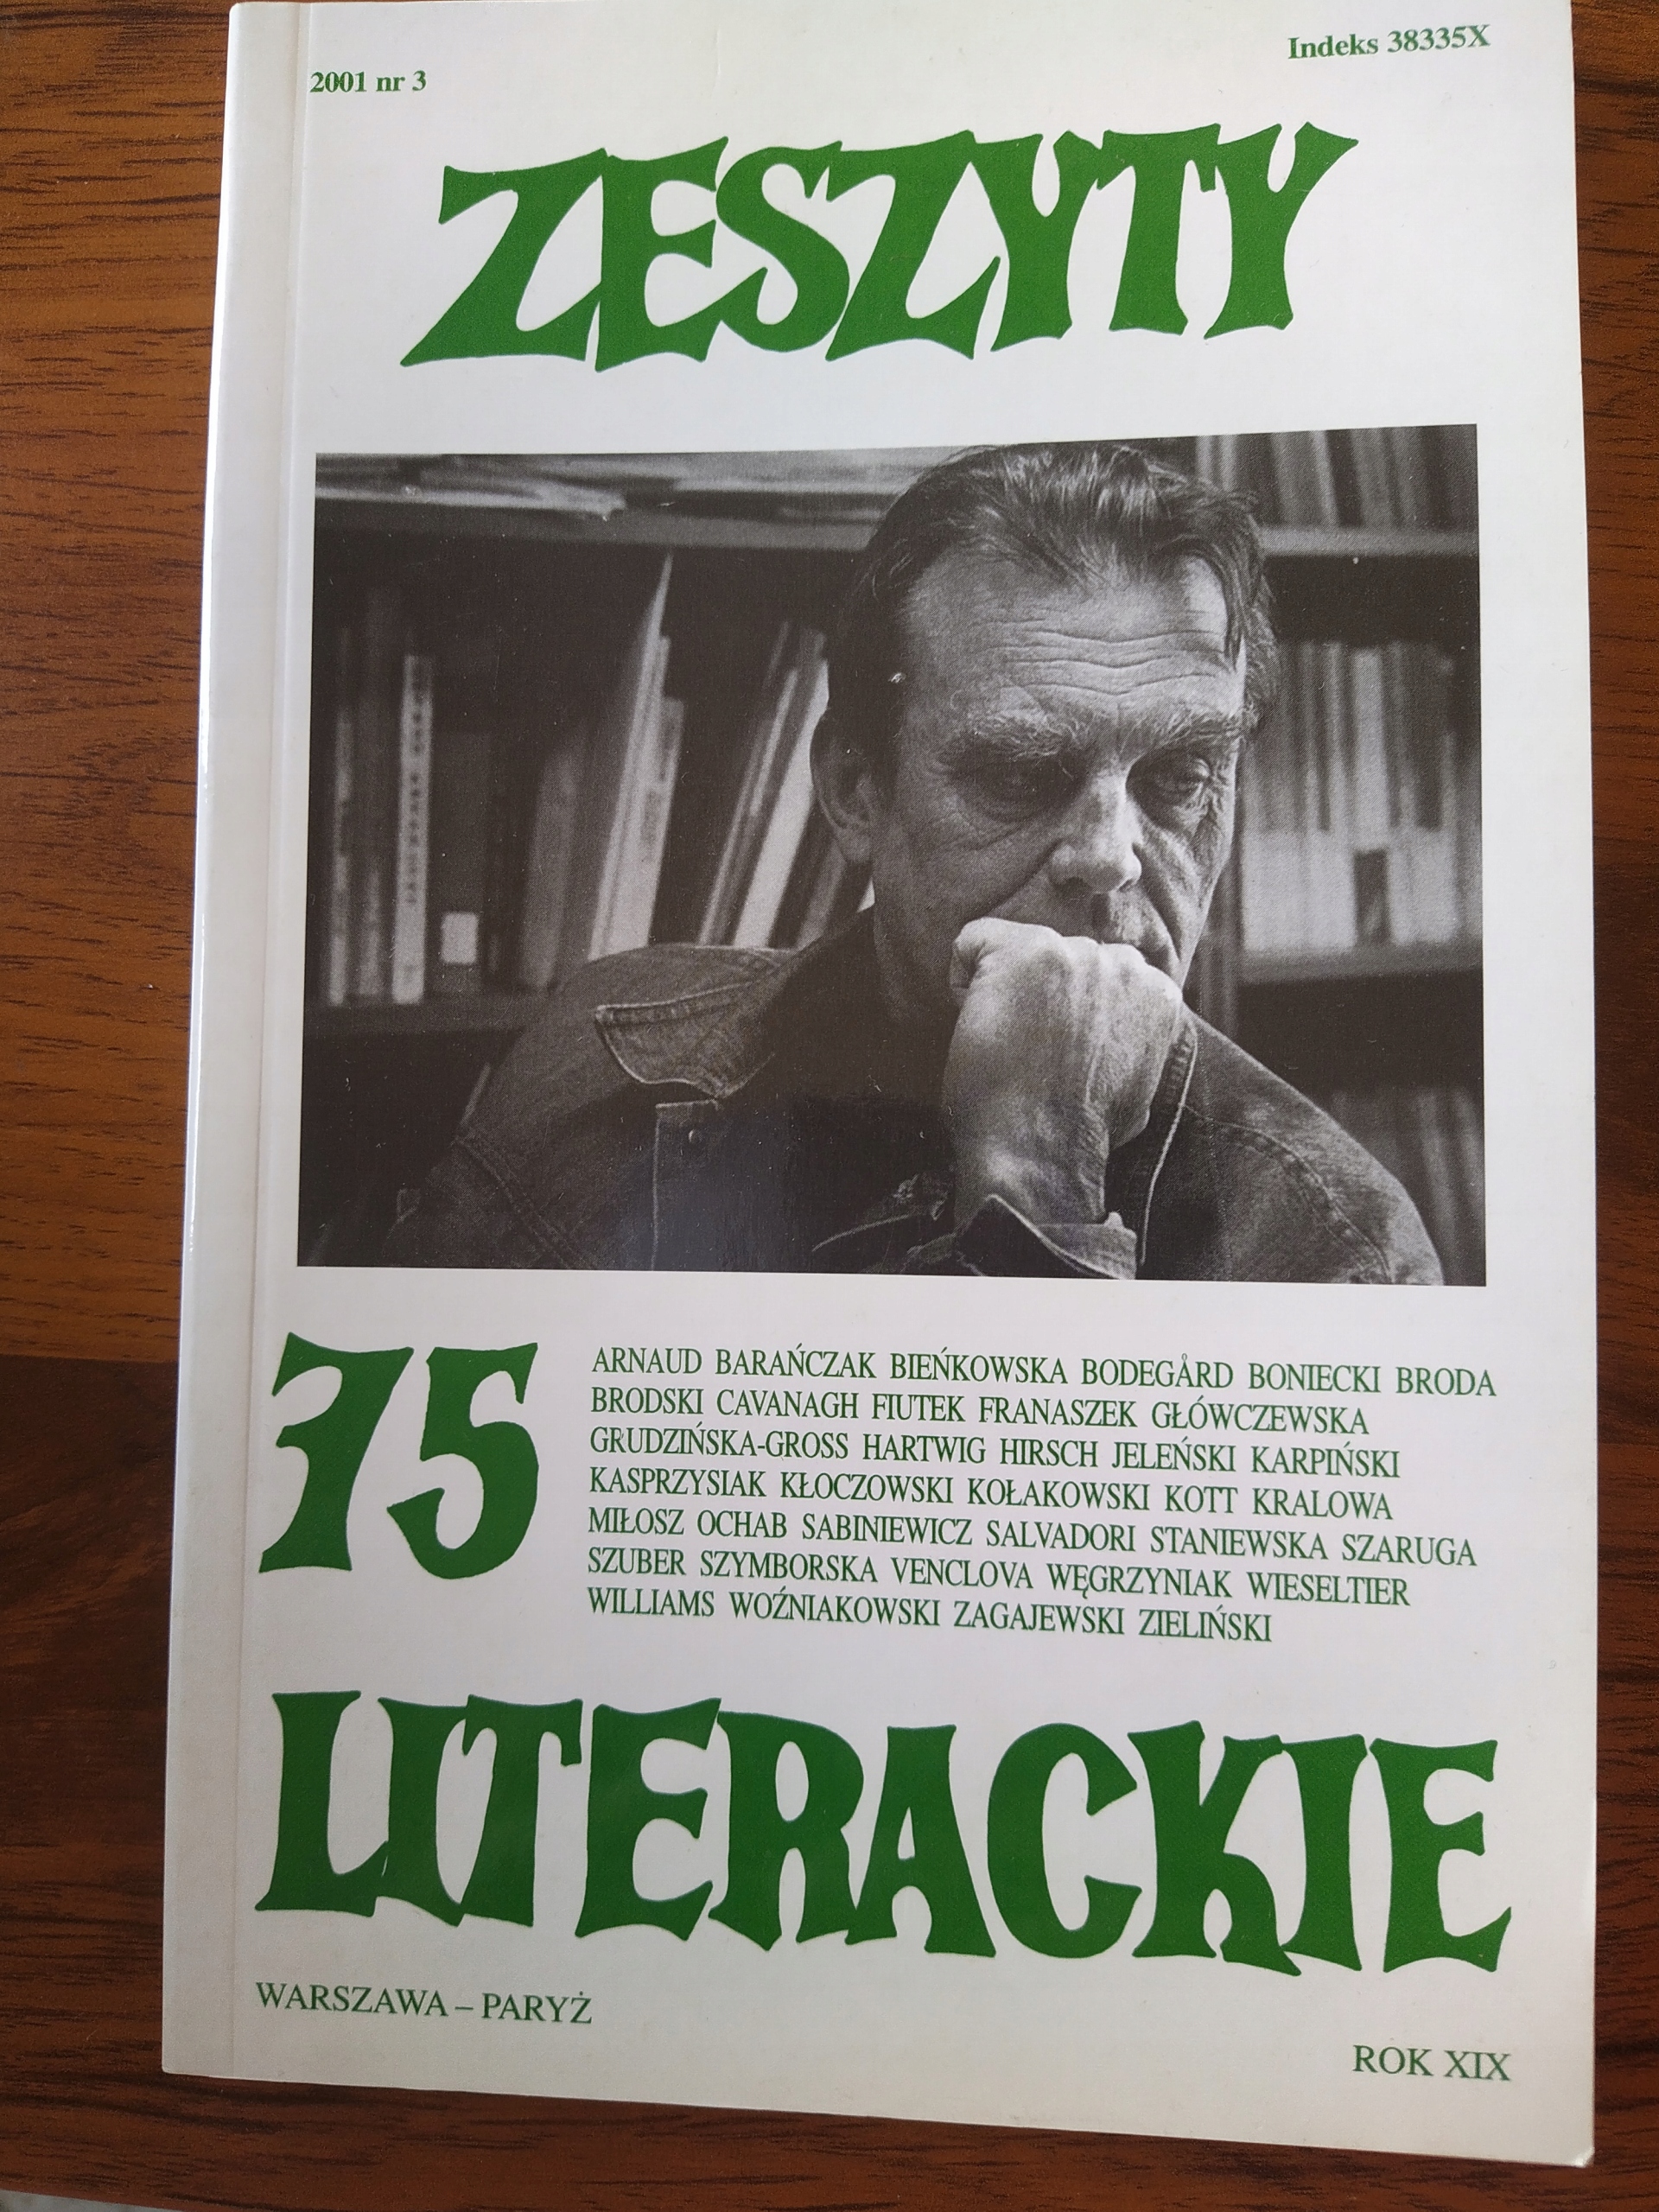 2001 nr 3
Indeks 38335X
ZESZYTY
75
ARNAUD BARAŃCZAK BIEŃKOWSKA BODEGÅRD BONIECKI BRODA
BRODSKI CAVANAGH FIUTEK FRANASZEK GŁÓWCZEWSKA
GRUDZIŃSKA-GROSS HARTWIG HIRSCH JELEŃSKI KARPIŃSKI
KASPRZYSIAK KŁOCZOWSKI KOŁAKOWSKI KOTT KRALOWA
MIŁOSZ OCHAB SABINIEWICZ SALVADORI STANIEWSKA SZARUGA
SZUBER SZYMBORSKA VENCLOVA WĘGRZYNIAK WIESELTIER
WILLIAMS WOŹNIAKOWSKI ZAGAJEWSKI ZIELIŃSKI
LITERACKIE
WARSZAWA – PARYŻ
ROK XIX